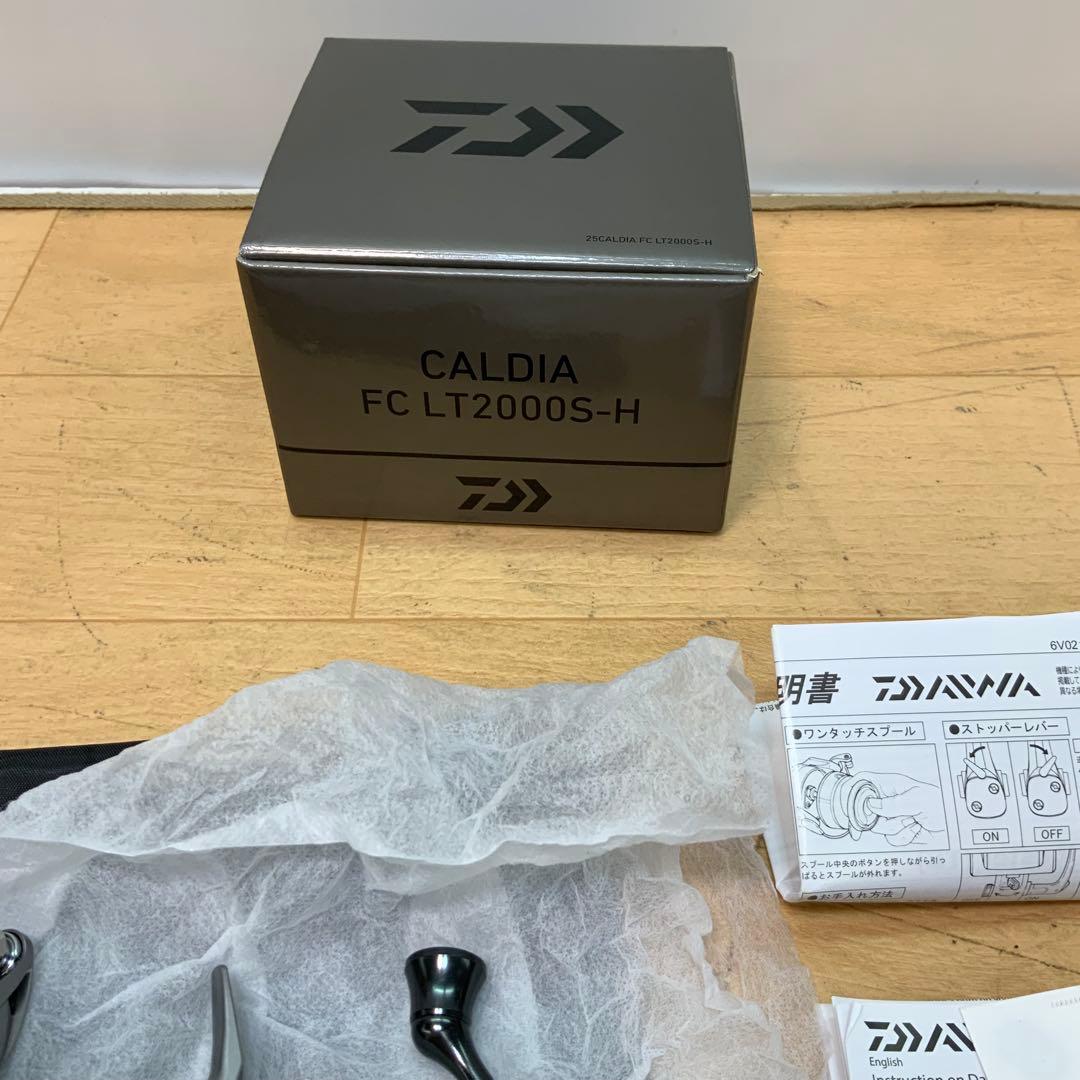 25CALDIA FC LT2000S-H
CALDIA
FC LT2000S-H
6V02
明書 DAIWA
●ワンタッチスプール
●ストッパーレバー
ON
OFF
スプール中央のボタンを押しながら引っ
ぱるとスプールが外れます。
●お手入れ方法
English